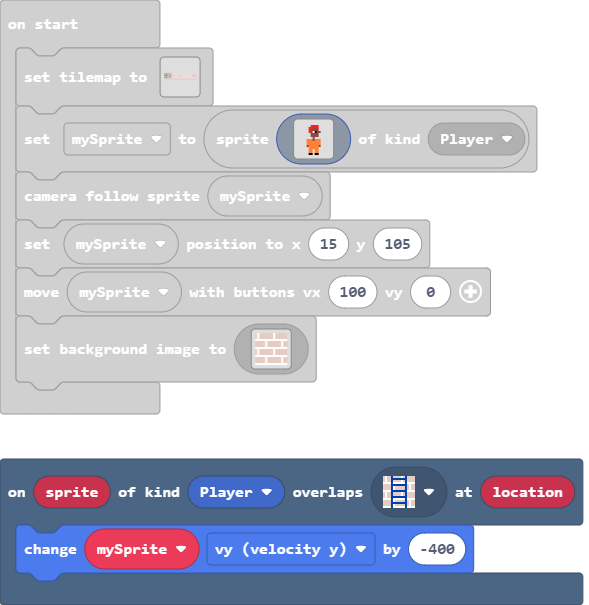 on start
set tilemap to
set mySprite to sprite of kind Player
camera follow sprite mySprite
set mySprite position to x 15 y 105
move mySprite with buttons vx 100 vy 0
set background image to
on sprite of kind Player overlaps at location
change mySprite vy (velocity y) by -400